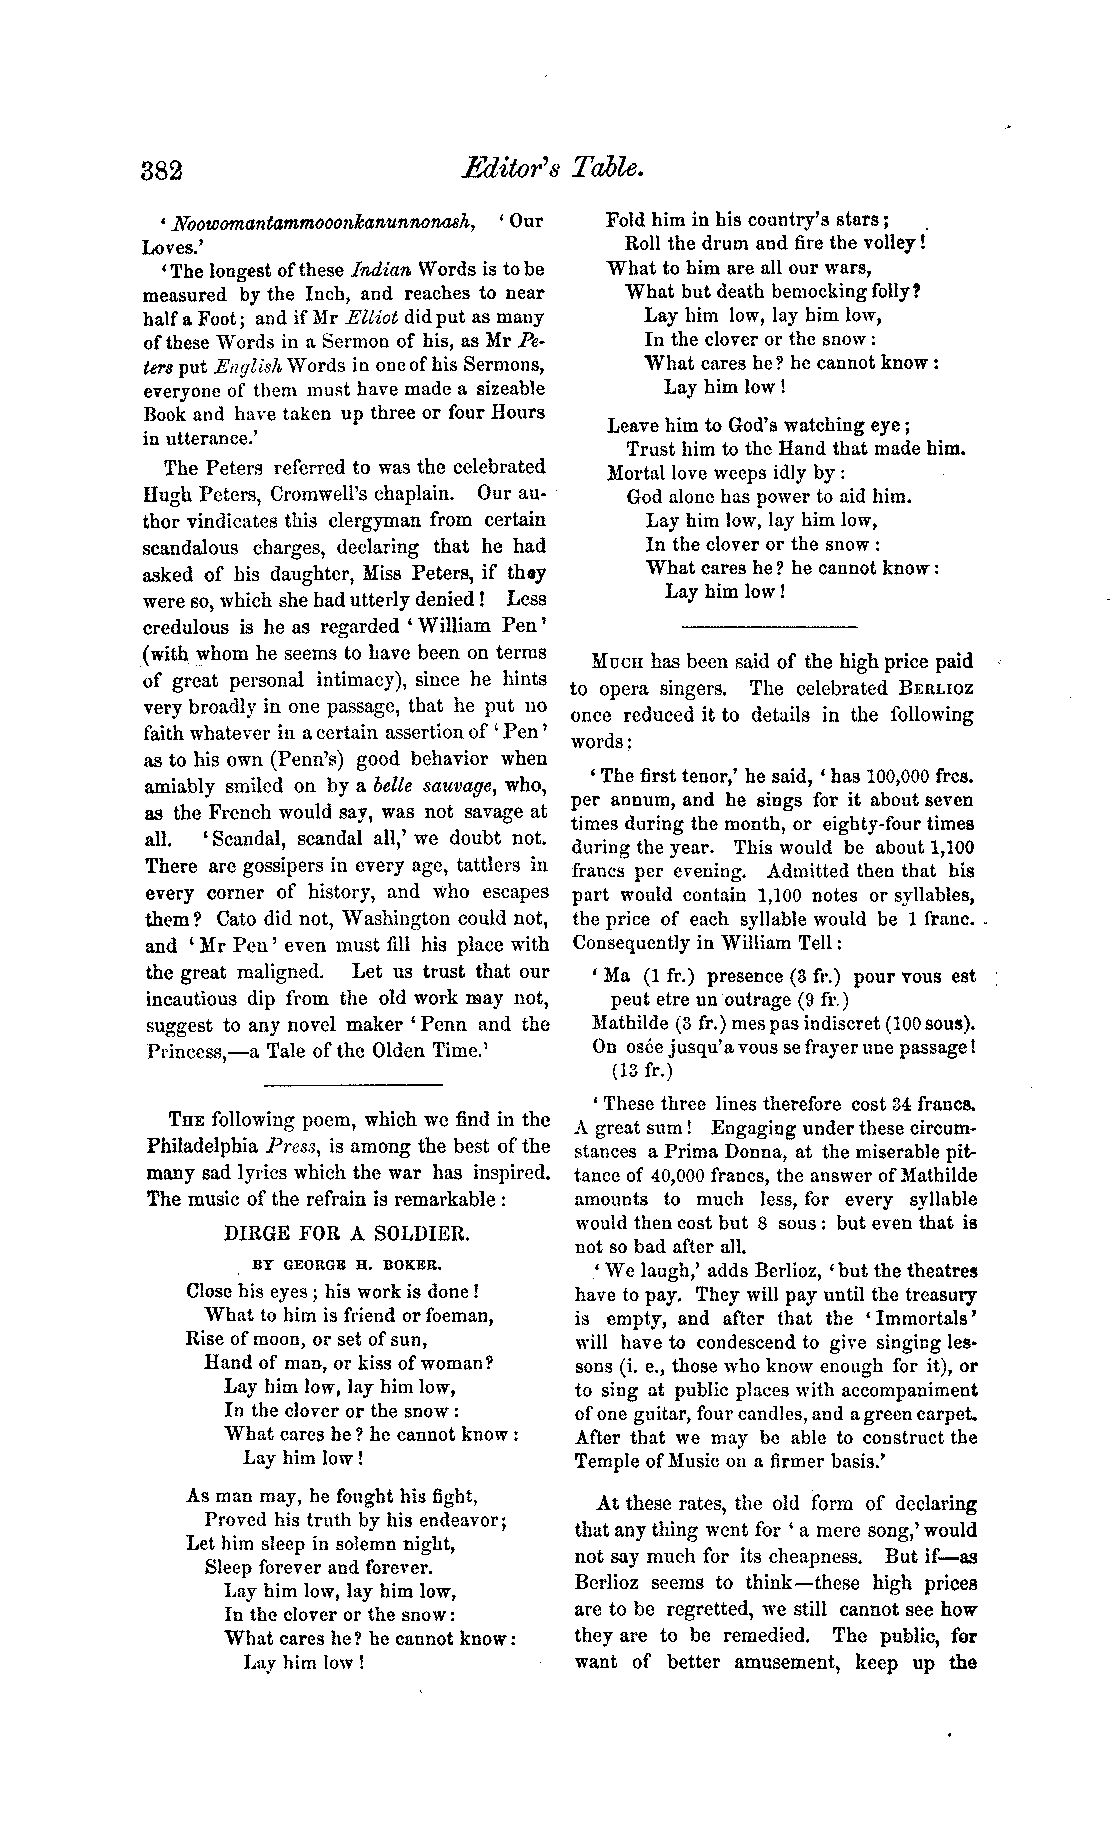 382
Editor's Table.
‘ Noowomantammooonkanunnonash, ‘ Our
Loves.’
‘The longest of these Indian Words is to be
measured by the Inch, and reaches to near
half a Foot; and if Mr Elliot did put as many
of these Words in a Sermon of his, as Mr Pe-
ters put English Words in one of his Sermons,
everyone of them must have made a sizeable
Book and have taken up three or four Hours
in utterance.’
The Peters referred to was the celebrated
Hugh Peters, Cromwell's chaplain. Our au-
thor vindicates this clergyman from certain
scandalous charges, declaring that he had
asked of his daughter, Miss Peters, if they
were so, which she had utterly denied! Less
credulous is he as regarded ‘ William Pen’
(with whom he seems to have been on terms
of great personal intimacy), since he hints
very broadly in one passage, that he put no
faith whatever in a certain assertion of ‘ Pen’
as to his own (Penn's) good behavior when
amiably smiled on by a belle sauvage, who,
as the French would say, was not savage at
all. ‘Scandal, scandal all,’ we doubt not.
There are gossipers in every age, tattlers in
every corner of history, and who escapes
them? Cato did not, Washington could not,
and ‘Mr Pen’ even must fill his place with
the great maligned. Let us trust that our
incautious dip from the old work may not,
suggest to any novel maker ‘Penn and the
Princess,—a Tale of the Olden Time.’
THE following poem, which we find in the
Philadelphia Press, is among the best of the
many sad lyrics which the war has inspired.
The music of the refrain is remarkable:
DIRGE FOR A SOLDIER.
BY GEORGE H. BOKER.
Close his eyes; his work is done!
What to him is friend or foeman,
Rise of moon, or set of sun,
Hand of man, or kiss of woman?
Lay him low, lay him low,
In the clover or the snow:
What cares he? he cannot know:
Lay him low!
As man may, he fought his fight,
Proved his truth by his endeavor;
Let him sleep in solemn night,
Sleep forever and forever.
Lay him low, lay him low,
In the clover or the snow:
What cares he? he cannot know:
Lay him low!
Fold him in his country's stars;
Roll the drum and fire the volley!
What to him are all our wars,
What but death bemocking folly?
Lay him low, lay him low,
In the clover or the snow:
What cares he? he cannot know:
Lay him low!
Leave him to God's watching eye;
Trust him to the Hand that made him.
Mortal love weeps idly by:
God alone has power to aid him.
Lay him low, lay him low,
In the clover or the snow:
What cares he? he cannot know:
Lay him low!
MUCH has been said of the high price paid
to opera singers. The celebrated BERLIOZ
once reduced it to details in the following
words:
‘The first tenor,’ he said, ‘has 100,000 frcs.
per annum, and he sings for it about seven
times during the month, or eighty-four times
during the year. This would be about 1,100
francs per evening. Admitted then that his
part would contain 1,100 notes or syllables,
the price of each syllable would be 1 franc.
Consequently in William Tell:
‘Ma (1 fr.) presence (3 fr.) pour vous est
peut etre un outrage (9 fr.)
Mathilde (3 fr.) mes pas indiscret (100 sous).
On osée jusqu'a vous se frayer une passage!
(13 fr.)
‘These three lines therefore cost 34 francs.
A great sum! Engaging under these circum-
stances a Prima Donna, at the miserable pit-
tance of 40,000 francs, the answer of Mathilde
amounts to much less, for every syllable
would then cost but 8 sous: but even that is
not so bad after all.
‘We laugh,’ adds Berlioz, ‘but the theatres
have to pay. They will pay until the treasury
is empty, and after that the ‘Immortals’
will have to condescend to give singing les-
sons (i. e., those who know enough for it), or
to sing at public places with accompaniment
of one guitar, four candles, and a green carpet.
After that we may be able to construct the
Temple of Music on a firmer basis.’
At these rates, the old form of declaring
that any thing went for ‘a mere song,’ would
not say much for its cheapness. But if—as
Berlioz seems to think—these high prices
are to be regretted, we still cannot see how
they are to be remedied. The public, for
want of better amusement, keep up the